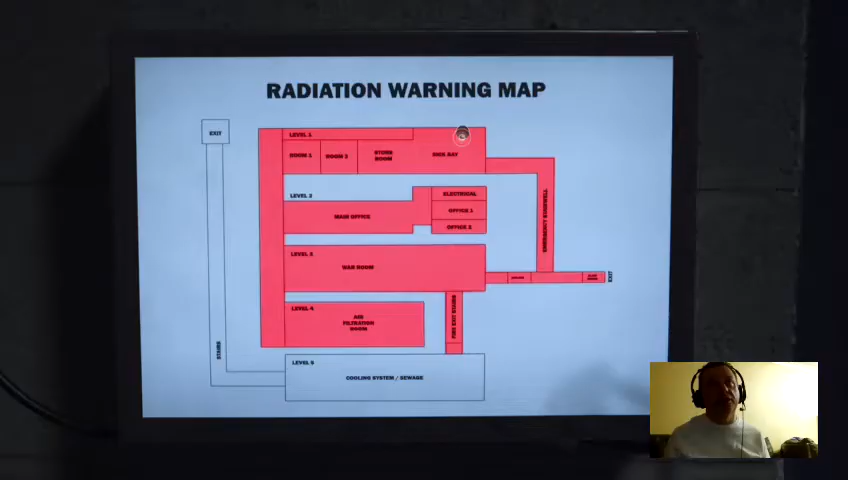 RADIATION WARNING MAP
EXIT
LEVEL 1
ROOM 1
ROOM 2
STORE
ROOM
SICK BAY
LEVEL 2
ELECTRICAL
MAIN OFFICE
OFFICE 1
OFFICE 2
EMERGENCY STAIRWELL
LEVEL 3
WAR ROOM
EXIT
LEVEL 4
AIR
FILTRATION
ROOM
FIRE EXIT STAIRS
STAIRS
LEVEL 5
COOLING SYSTEM / SEWAGE